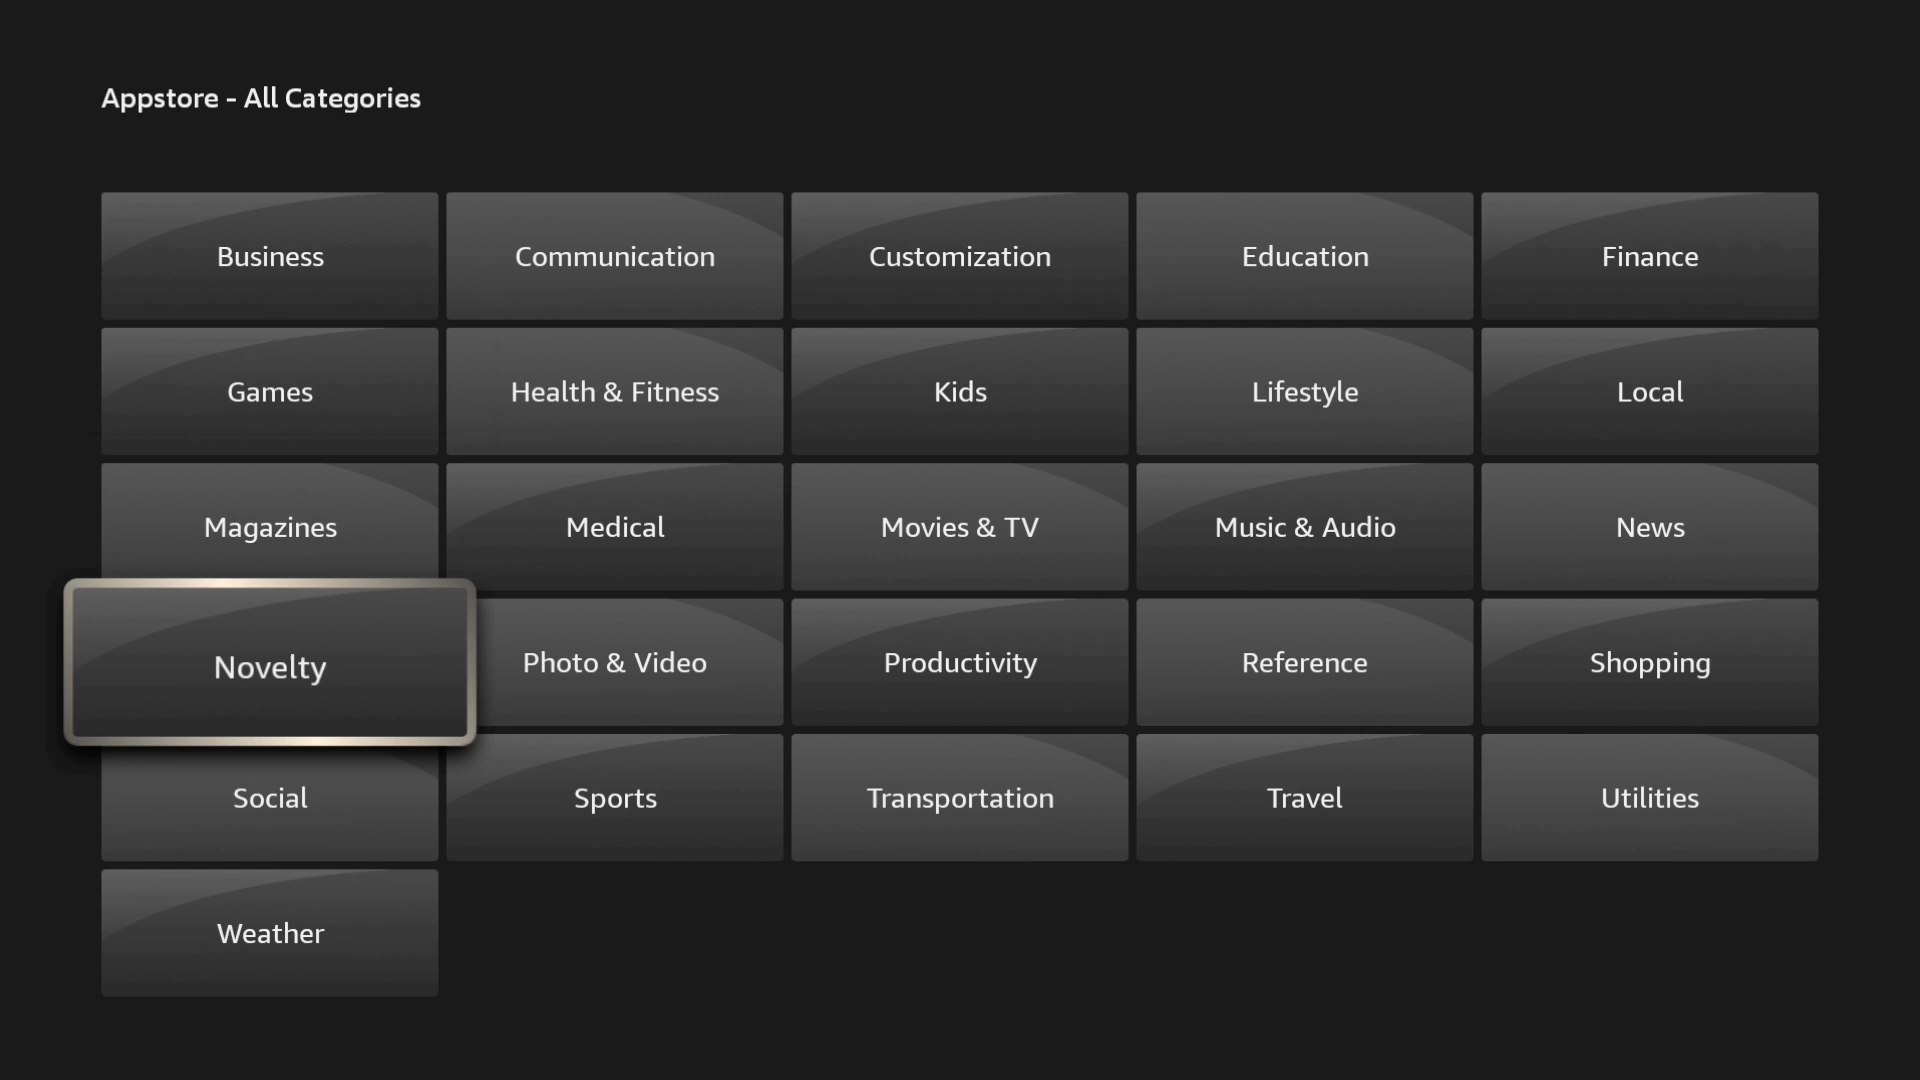 Appstore - All Categories
Business
Communication
Customization
Education
Finance
Games
Health & Fitness
Kids
Lifestyle
Local
Magazines
Medical
Movies & TV
Music & Audio
News
Novelty
Photo & Video
Productivity
Reference
Shopping
Social
Sports
Transportation
Travel
Utilities
Weather